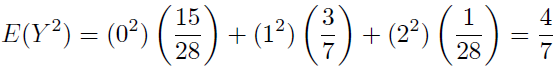 E(Y²) = (0²) (15/28) + (1²) (3/7) + (2²) (1/28) = 4/7